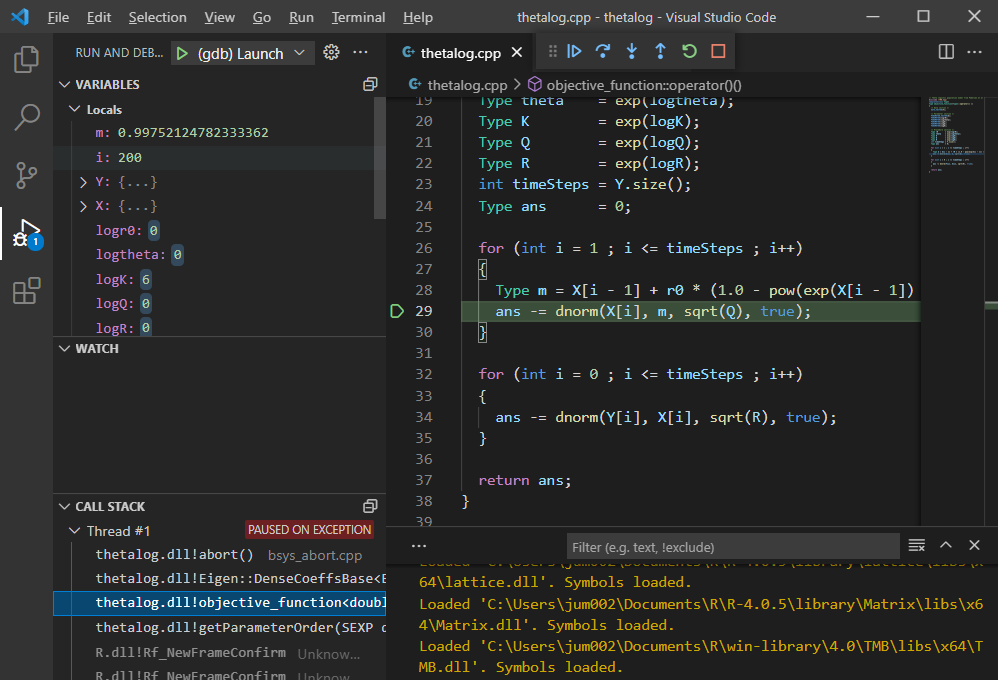 File Edit Selection View Go Run Terminal Help thetalog.cpp - thetalog - Visual Studio Code
RUN AND DEB... (gdb) Launch
thetalog.cpp
VARIABLES
thetalog.cpp > objective_function::operator()()
Locals
m: 0.99752124782333362
i: 200
Y: {...}
X: {...}
logr0: 0
logtheta: 0
logK: 6
logQ: 0
logR: 0
WATCH
CALL STACK
Thread #1 PAUSED ON EXCEPTION
thetalog.dll!abort() bsys_abort.cpp
thetalog.dll!Eigen::DenseCoeffsBase<E
thetalog.dll!objective_function<doubl
thetalog.dll!getParameterOrder(SEXP
R.dll!Rf_NewFrameConfirm Unknow...
R.dll!Rf_NewFrameConfirm Unknow...
1
19 Type theta = exp(logtheta);
20 Type K = exp(logK);
21 Type Q = exp(logQ);
22 Type R = exp(logR);
23 int timeSteps = Y.size();
24 Type ans = 0;
25
26 for (int i = 1 ; i <= timeSteps ; i++)
27 {
28 Type m = X[i - 1] + r0 * (1.0 - pow(exp(X[i - 1])
29 ans -= dnorm(X[i], m, sqrt(Q), true);
30 }
31
32 for (int i = 0 ; i <= timeSteps ; i++)
33 {
34 ans -= dnorm(Y[i], X[i], sqrt(R), true);
35 }
36
37 return ans;
38 }
39
... Filter (e.g. text, !exclude)
Loaded 'C:\Users\jum002\Documents\R\R-4.0.5\library\lattice\libs\x
64\lattice.dll'. Symbols loaded.
Loaded 'C:\Users\jum002\Documents\R\R-4.0.5\library\Matrix\libs\x6
4\Matrix.dll'. Symbols loaded.
Loaded 'C:\Users\jum002\Documents\R\win-library\4.0\TMB\libs\x64\T
MB.dll'. Symbols loaded.